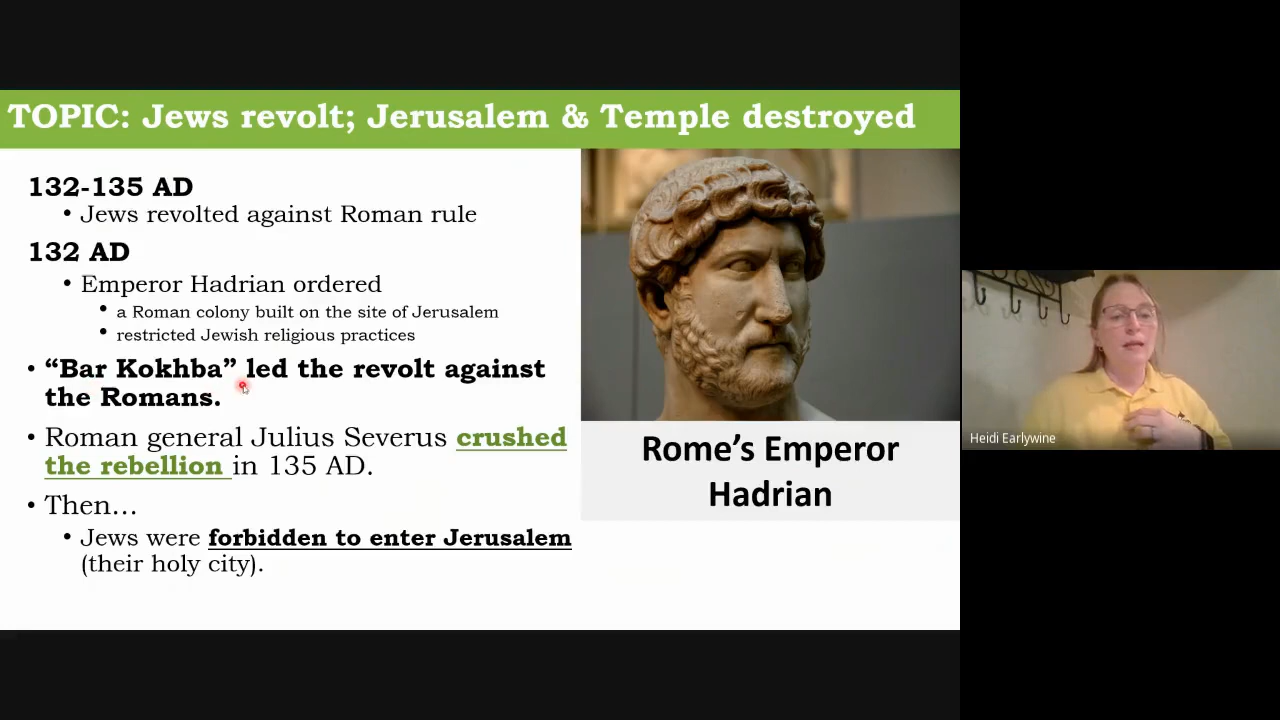 TOPIC: Jews revolt; Jerusalem & Temple destroyed
132-135 AD
• Jews revolted against Roman rule
132 AD
• Emperor Hadrian ordered
• a Roman colony built on the site of Jerusalem
• restricted Jewish religious practices
• “Bar Kokhba” led the revolt against
the Romans.
• Roman general Julius Severus crushed
the rebellion in 135 AD.
• Then…
• Jews were forbidden to enter Jerusalem
(their holy city).
Rome’s Emperor
Hadrian
Heidi Earlywine